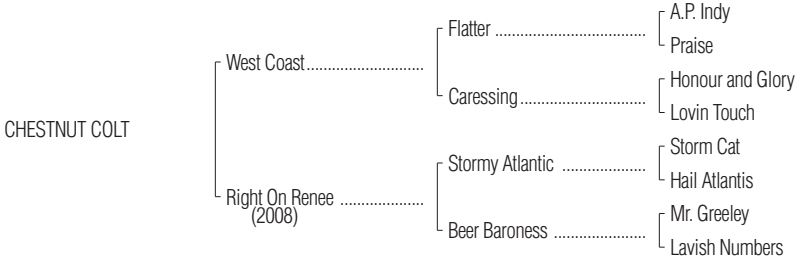 A.P. Indy
Flatter ......................................
Praise
West Coast...........................
Honour and Glory
Caressing................................
Lovin Touch
CHESTNUT COLT
Storm Cat
Stormy Atlantic .....................
Hail Atlantis
Right On Renee ...................
(2008)
Mr. Greeley
Beer Baroness .......................
Lavish Numbers